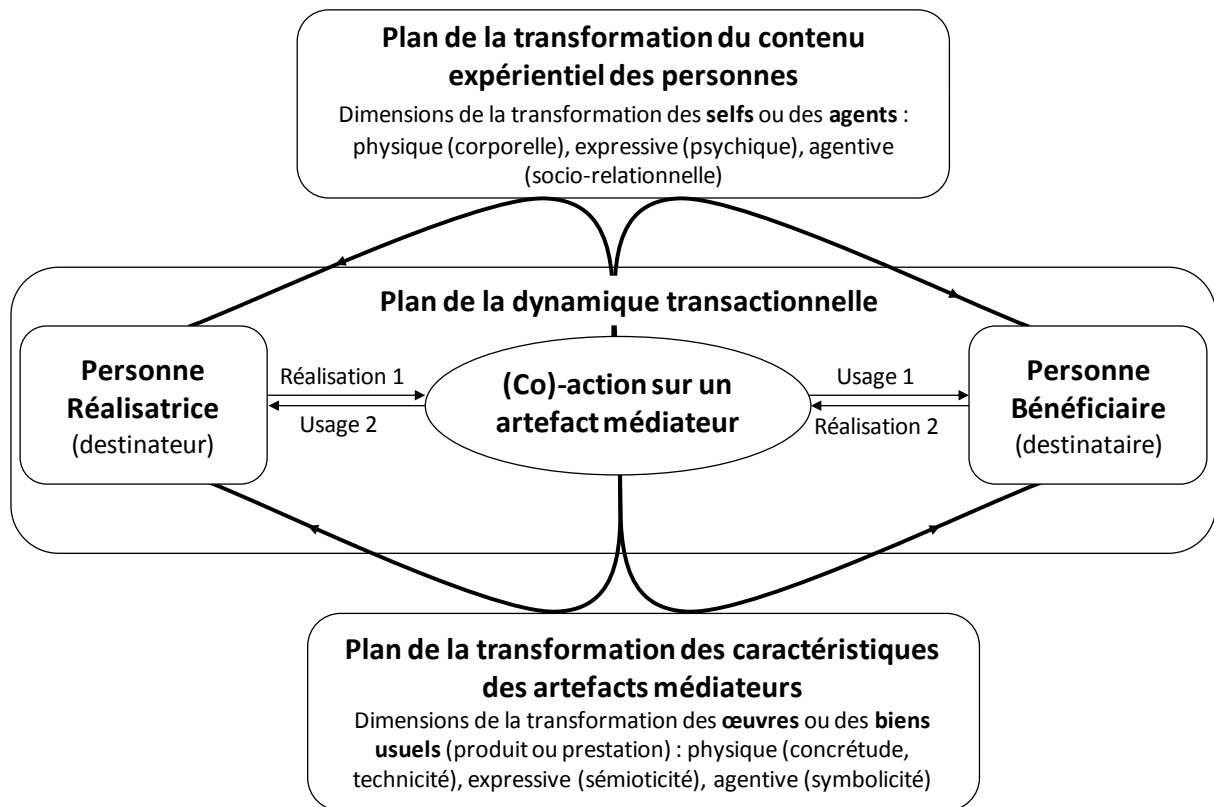 Plan de la transformation du contenu
expérientiel des personnes
Dimensions de la transformation des selfs ou des agents :
physique (corporelle), expressive (psychique), agentive
(socio-relationnelle)
Plan de la dynamique transactionnelle
Personne
Réalisatrice
(destinateur)
Réalisation 1
Usage 2
(Co)-action sur un
artefact médiateur
Usage 1
Réalisation 2
Personne
Bénéficiaire
(destinataire)
Plan de la transformation des caractéristiques
des artefacts médiateurs
Dimensions de la transformation des œuvres ou des biens
usuels (produit ou prestation) : physique (concrétude,
technicité), expressive (sémioticité), agentive (symbolicité)